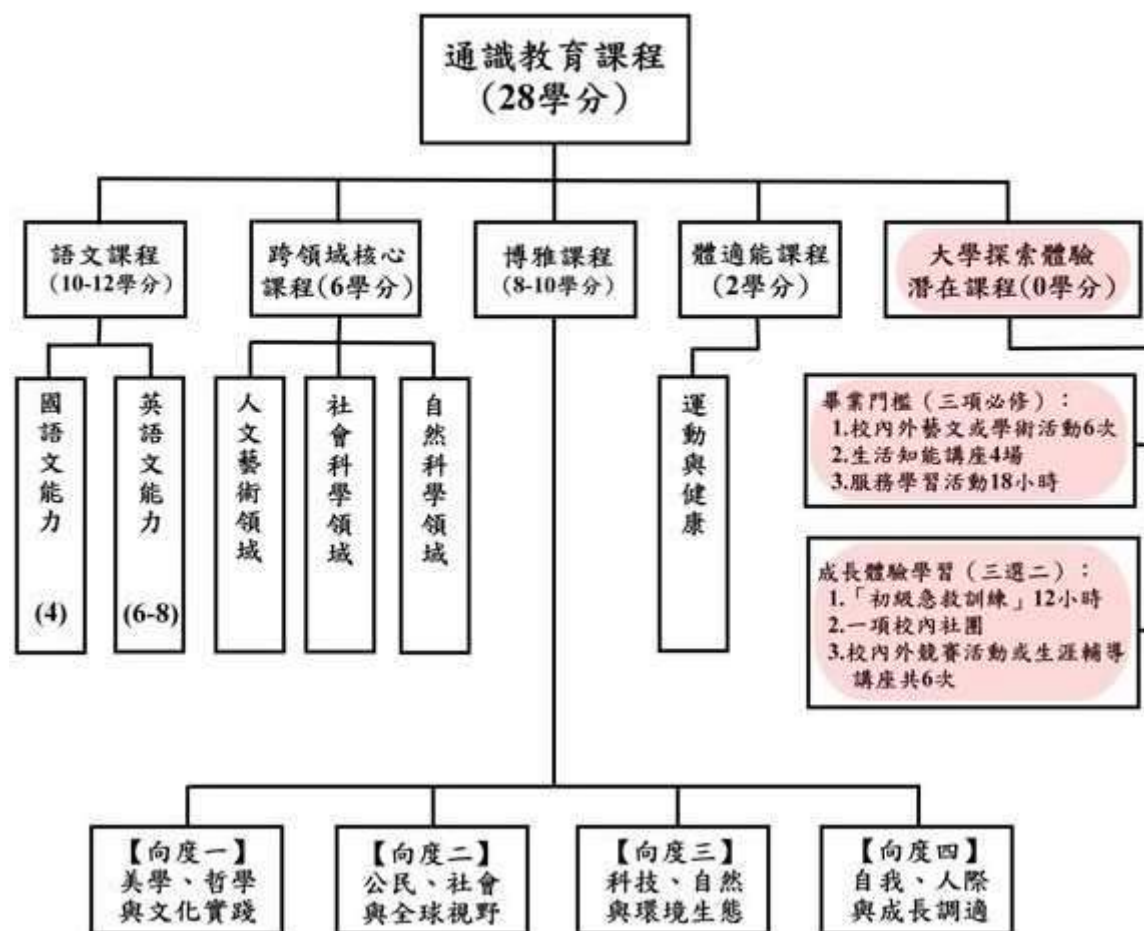 通識教育課程
(28學分)
語文課程
(10-12學分)
跨領域核心
課程(6學分)
博雅課程
(8-10學分)
體適能課程
(2學分)
大學探索體驗
潛在課程(0學分)
國語文能力
(4)
英語文能力
(6-8)
人文藝術領域
社會科學領域
自然科學領域
運動與健康
畢業門檻（三項必修）：
1.校內外藝文或學術活動6次
2.生活知能講座4場
3.服務學習活動18小時
成長體驗學習（三選二）：
1.「初級急救訓練」12小時
2.一項校內社團
3.校內外競賽活動或生涯輔導
講座共6次
【向度一】
美學、哲學
與文化實踐
【向度二】
公民、社會
與全球視野
【向度三】
科技、自然
與環境生態
【向度四】
自我、人際
與成長調適